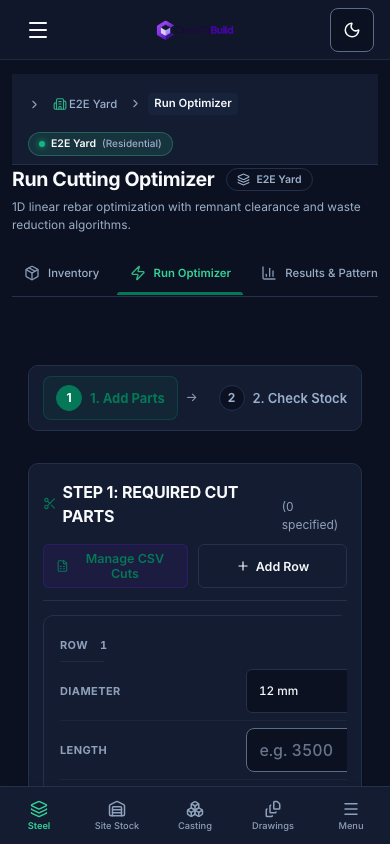 Build
E2E Yard
Run Optimizer
E2E Yard (Residential)
Run Cutting Optimizer
E2E Yard
1D linear rebar optimization with remnant clearance and waste
reduction algorithms.
Inventory
Run Optimizer
Results & Pattern
1 1. Add Parts → 2 2. Check Stock
STEP 1: REQUIRED CUT
PARTS
(0
specified)
Manage CSV
Cuts
+ Add Row
ROW 1
DIAMETER
12 mm
LENGTH
e.g. 3500
Steel
Site Stock
Casting
Drawings
Menu